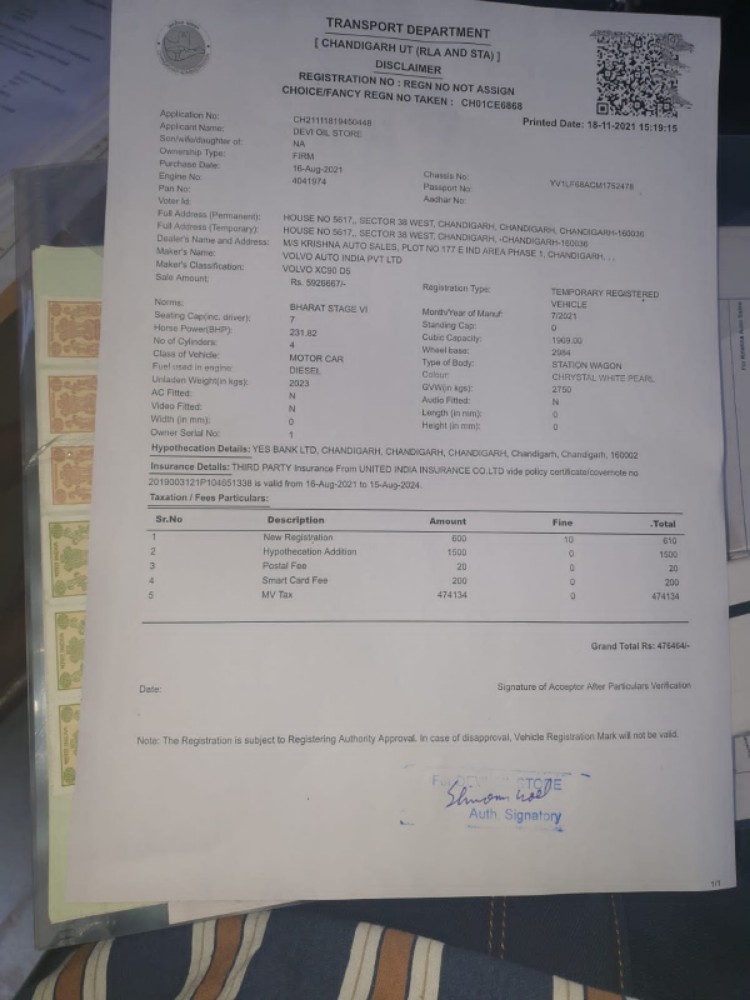 TRANSPORT DEPARTMENT
[ CHANDIGARH UT (RLA AND STA) ]
DISCLAIMER
REGISTRATION NO : REGN NO NOT ASSIGN
CHOICE/FANCY REGN NO TAKEN : CH01CE6868
Printed Date: 18-11-2021 15:19:15
Application No: CH21111819450448
Applicant Name: DEVI OIL STORE
Son/wife/daughter of: NA
Ownership Type: FIRM
Purchase Date: 16-Aug-2021 Chassis No: YV1LF68ACM1762478
Engine No: 4041974 Passport No:
Pan No: Aadhar No:
Voter Id:
Full Address (Permanent): HOUSE NO 5617,, SECTOR 38 WEST, CHANDIGARH, CHANDIGARH, CHANDIGARH-160036
Full Address (Temporary): HOUSE NO 5617,, SECTOR 38 WEST, CHANDIGARH, -CHANDIGARH-160036
Dealer's Name and Address: M/S KRISHNA AUTO SALES, PLOT NO 177 E IND AREA PHASE 1, CHANDIGARH, , ,
Maker's Name: VOLVO AUTO INDIA PVT LTD
Maker's Classification: VOLVO XC90 D5
Sale Amount: Rs. 5926667/- Registration Type: TEMPORARY REGISTERED VEHICLE
Norms: BHARAT STAGE VI Month/Year of Manuf: 7/2021
Seating Cap(inc. driver): 7 Standing Cap: 0
Horse Power(BHP): 231.82 Cubic Capacity: 1969.00
No of Cylinders: 4 Wheel base: 2984
Class of Vehicle: MOTOR CAR Type of Body: STATION WAGON
Fuel used in engine: DIESEL Colour: CHRYSTAL WHITE PEARL
Unladen Weight(in kgs): 2023 GVW(in kgs): 2750
AC Fitted: N Audio Fitted: N
Video Fitted: N Length (in mm): 0
Width (in mm): 0 Height (in mm): 0
Owner Serial No: 1
Hypothecation Details: YES BANK LTD, CHANDIGARH, CHANDIGARH, CHANDIGARH, Chandigarh, Chandigarh, 160002
Insurance Details: THIRD PARTY Insurance From UNITED INDIA INSURANCE CO.LTD vide policy certificate/covernote no
2019003121P104651338 is valid from 16-Aug-2021 to 15-Aug-2024.
Taxation / Fees Particulars:
Sr.No Description Amount Fine .Total
1 New Registration 600 10 610
2 Hypothecation Addition 1500 0 1500
3 Postal Fee 20 0 20
4 Smart Card Fee 200 0 200
5 MV Tax 474134 0 474134
Grand Total Rs: 476464/-
Date: Signature of Acceptor After Particulars Verification
Note: The Registration is subject to Registering Authority Approval. In case of disapproval, Vehicle Registration Mark will not be valid.
For DEVI STORE
Auth. Signatory
1/1